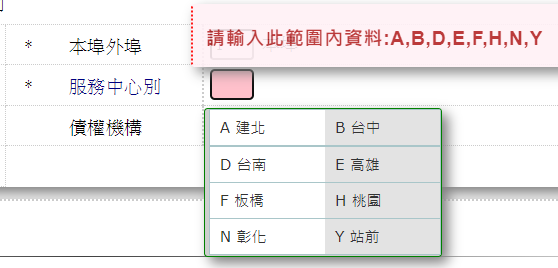 請輸入此範圍內資料:A,B,D,E,F,H,N,Y
* 本埠外埠
* 服務中心別
債權機構
A 建北 B 台中
D 台南 E 高雄
F 板橋 H 桃園
N 彰化 Y 站前